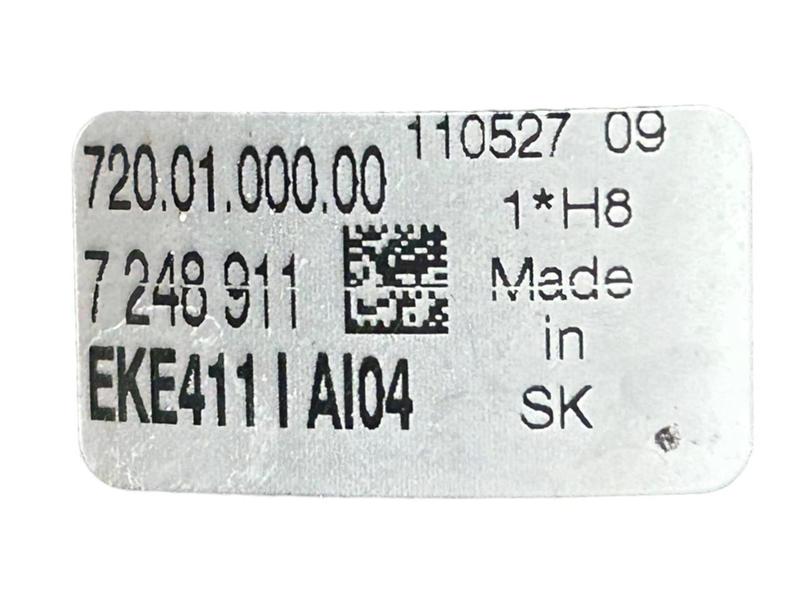 110527 09
720.01.000.00
1*H8
7 248 911
Made
in
EKE411 I AI04
SK